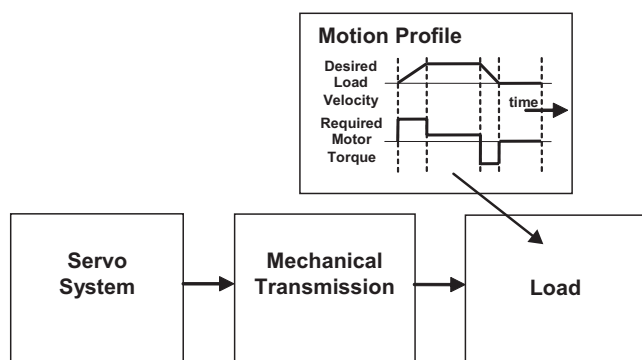 Motion Profile
Desired
Load
Velocity
time
Required
Motor
Torque
Servo
System
Mechanical
Transmission
Load